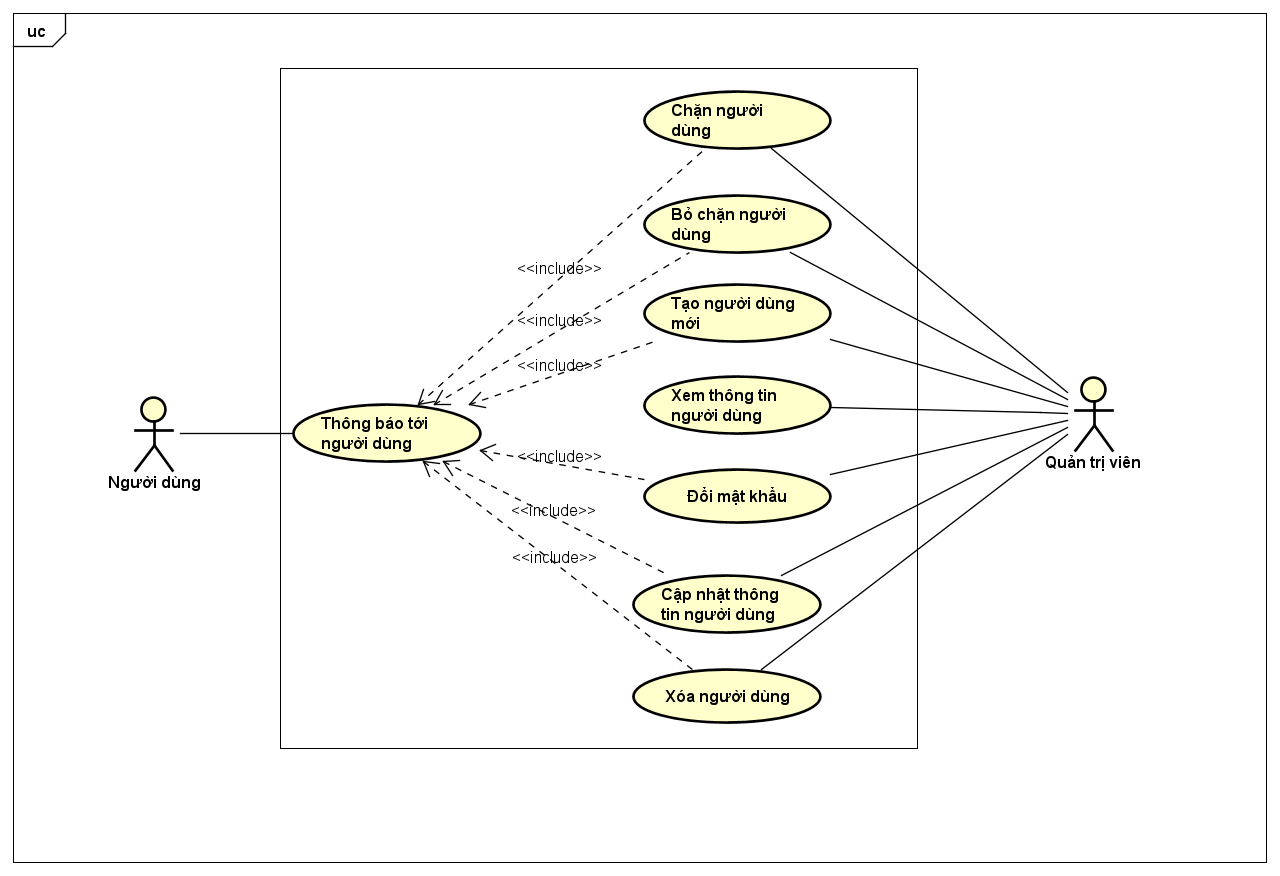 uc
Chặn người
dùng
Bỏ chặn người
dùng
<<include>>
Tạo người dùng
mới
<<include>>
<<include>>
Xem thông tin
người dùng
Thông báo tới
người dùng
Người dùng
Quản trị viên
<<include>>
Đổi mật khẩu
<<include>>
<<include>>
Cập nhật thông
tin người dùng
Xóa người dùng